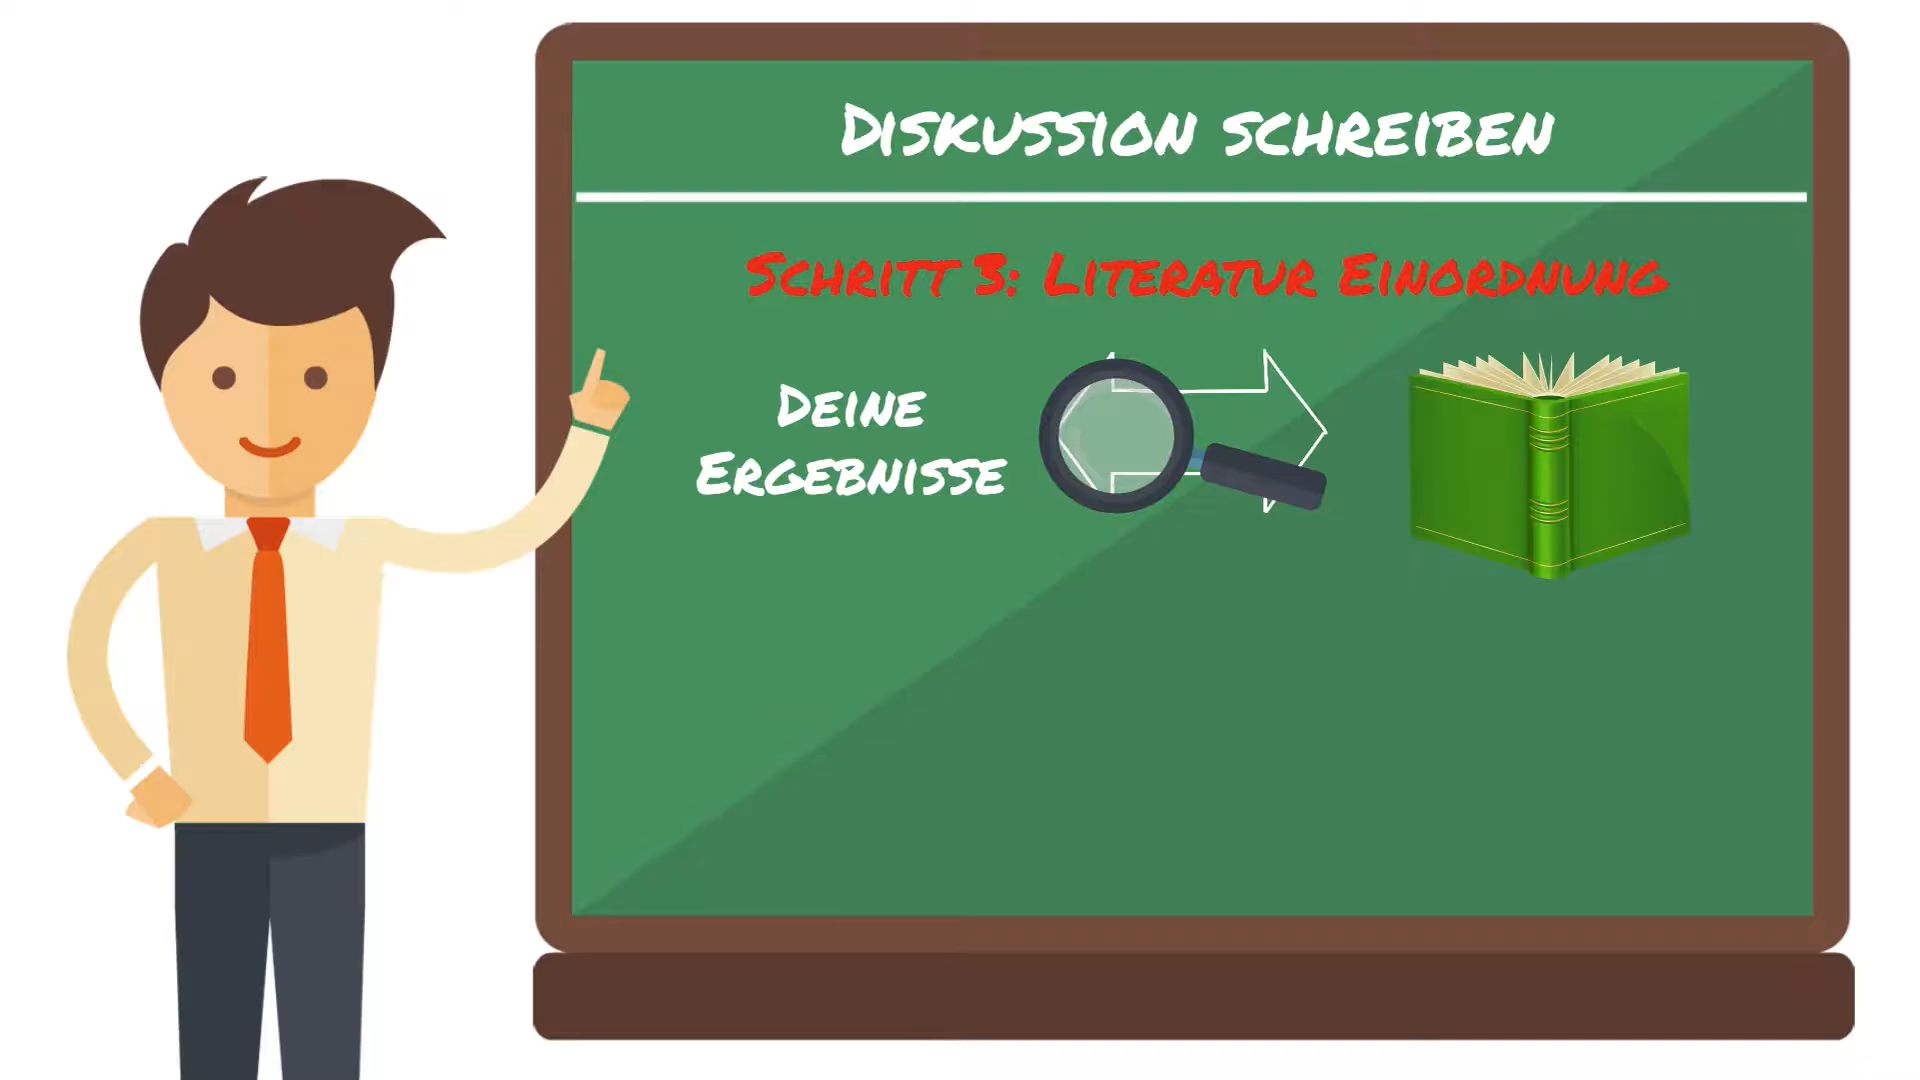 DISKUSSION SCHREIBEN
SCHRITT 3: LITERATUR EINORDNUNG
DEINE
ERGEBNISSE